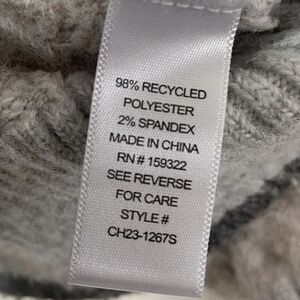 98% RECYCLED
POLYESTER
2% SPANDEX
MADE IN CHINA
RN # 159322
SEE REVERSE
FOR CARE
STYLE #
CH23-1267S